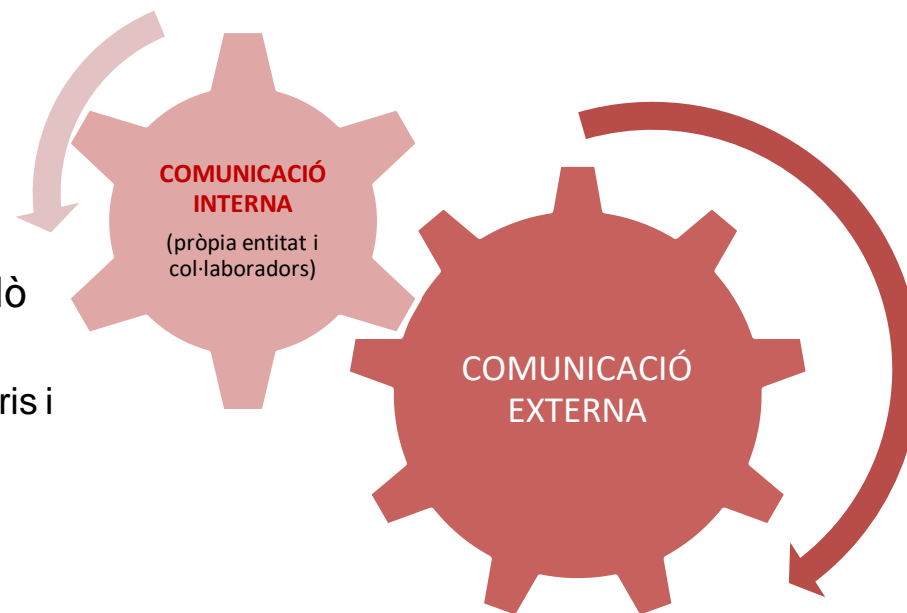 COMUNICACIÓ
INTERNA
(pròpia entitat i
col·laboradors)
COMUNICACIÓ
EXTERNA
i